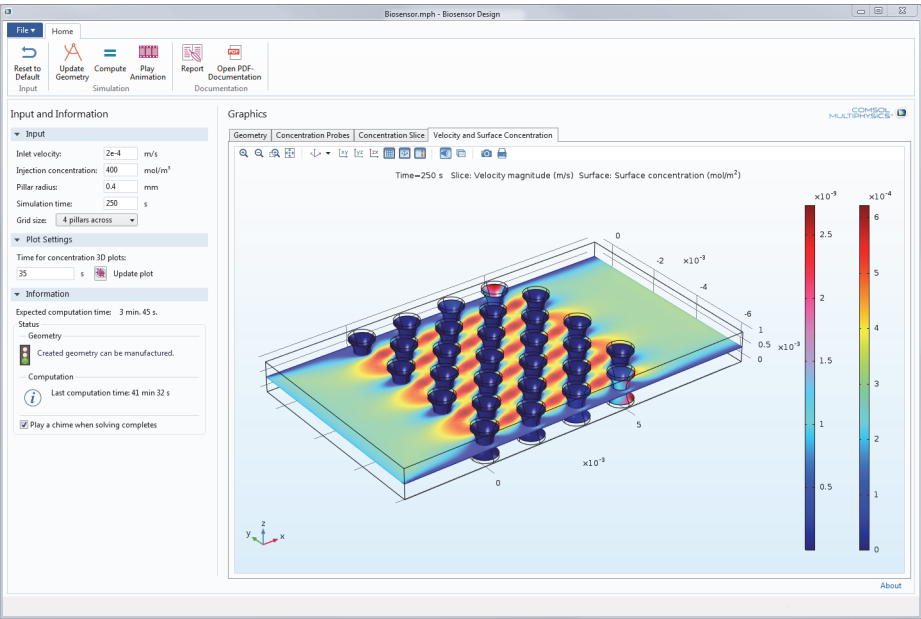 Biosensor.mph - Biosensor Design
File Home
Reset to Default
Update Geometry
Compute
Play Animation
Report
Open PDF-Documentation
Input
Simulation
Documentation
Input and Information
Input
Inlet velocity: 2e-4 m/s
Injection concentration: 400 mol/m³
Pillar radius: 0.4 mm
Simulation time: 250 s
Grid size: 4 pillars across
Plot Settings
Time for concentration 3D plots:
35 s Update plot
Information
Expected computation time: 3 min. 45 s.
Status
Geometry
Created geometry can be manufactured.
Computation
Last computation time: 41 min 32 s
Play a chime when solving completes
Graphics
COMSOL
MULTIPHYSICS
Geometry Concentration Probes Concentration Slice Velocity and Surface Concentration
xy yz zx
Time=250 s Slice: Velocity magnitude (m/s) Surface: Surface concentration (mol/m²)
×10⁻⁹ ×10⁻⁴
2.5
2
1.5
1
0.5
6
5
4
3
2
1
0
0
-2 ×10⁻³
-4
-6
1
0.5 ×10⁻³
0
5
×10⁻³
0
z
y x
About